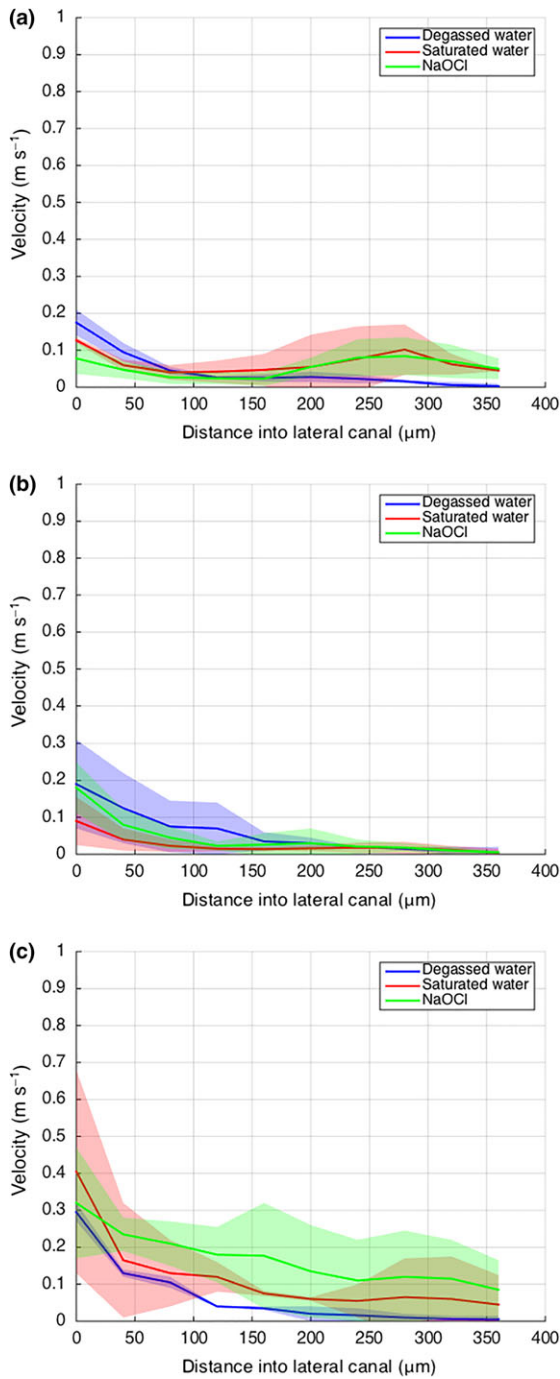 (a)
1
0.9
0.8
0.7
0.6
0.5
0.4
0.3
0.2
0.1
0
Velocity (m s⁻¹)
Degassed water
Saturated water
NaOCl
0 50 100 150 200 250 300 350 400
Distance into lateral canal (µm)
(b)
1
0.9
0.8
0.7
0.6
0.5
0.4
0.3
0.2
0.1
0
Velocity (m s⁻¹)
Degassed water
Saturated water
NaOCl
0 50 100 150 200 250 300 350 400
Distance into lateral canal (µm)
(c)
1
0.9
0.8
0.7
0.6
0.5
0.4
0.3
0.2
0.1
0
Velocity (m s⁻¹)
Degassed water
Saturated water
NaOCl
0 50 100 150 200 250 300 350 400
Distance into lateral canal (µm)